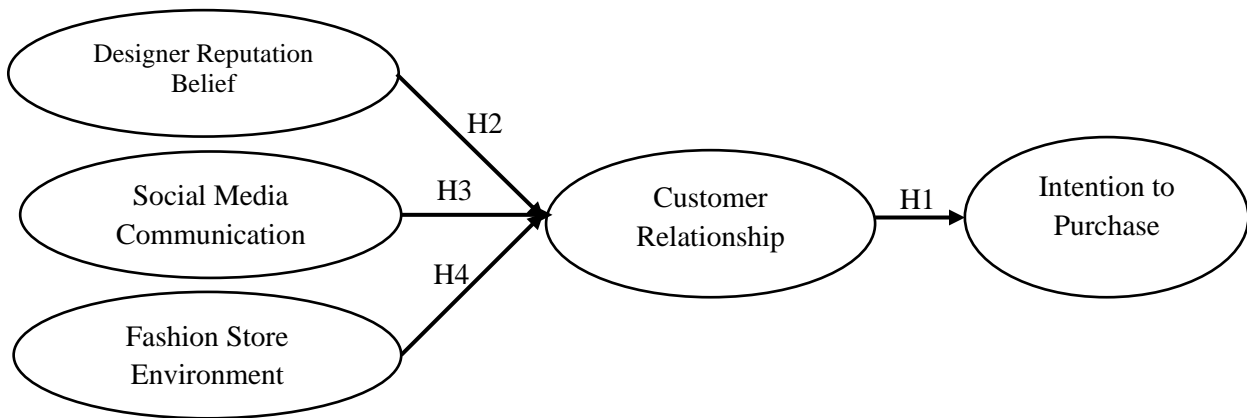 Designer Reputation
Belief
H2
Social Media
Communication
H3
H4
Fashion Store
Environment
Customer
Relationship
H1
Intention to
Purchase